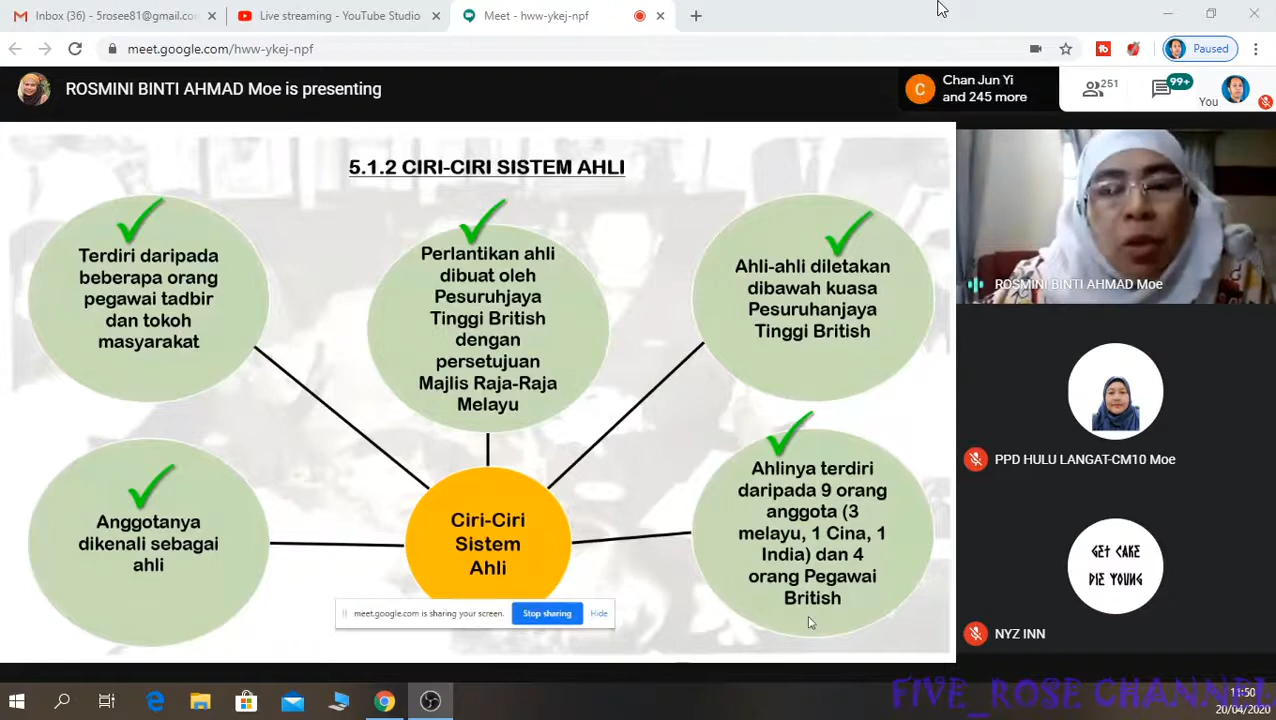 Inbox (36) - 5rosee81@gmail.co
Live streaming - YouTube Studio
Meet - hww-ykej-npf
meet.google.com/hww-ykej-npf
Paused
ROSMINI BINTI AHMAD Moe is presenting
C
Chan Jun Yi
and 245 more
251
99+
You
5.1.2 CIRI-CIRI SISTEM AHLI
Terdiri daripada
beberapa orang
pegawai tadbir
dan tokoh
masyarakat
Perlantikan ahli
dibuat oleh
Pesuruhjaya
Tinggi British
dengan
persetujuan
Majlis Raja-Raja
Melayu
Ahli-ahli diletakan
dibawah kuasa
Pesuruhanjaya
Tinggi British
Anggotanya
dikenali sebagai
ahli
Ciri-Ciri
Sistem
Ahli
Ahlinya terdiri
daripada 9 orang
anggota (3
melayu, 1 Cina, 1
India) dan 4
orang Pegawai
British
meet.google.com is sharing your screen.
Stop sharing
Hide
ROSMINI BINTI AHMAD Moe
PPD HULU LANGAT-CM10 Moe
GET CAKE
DIE YOUNG
NYZ INN
FIVE_ROSE CHANNEL
11:50
20/04/2020